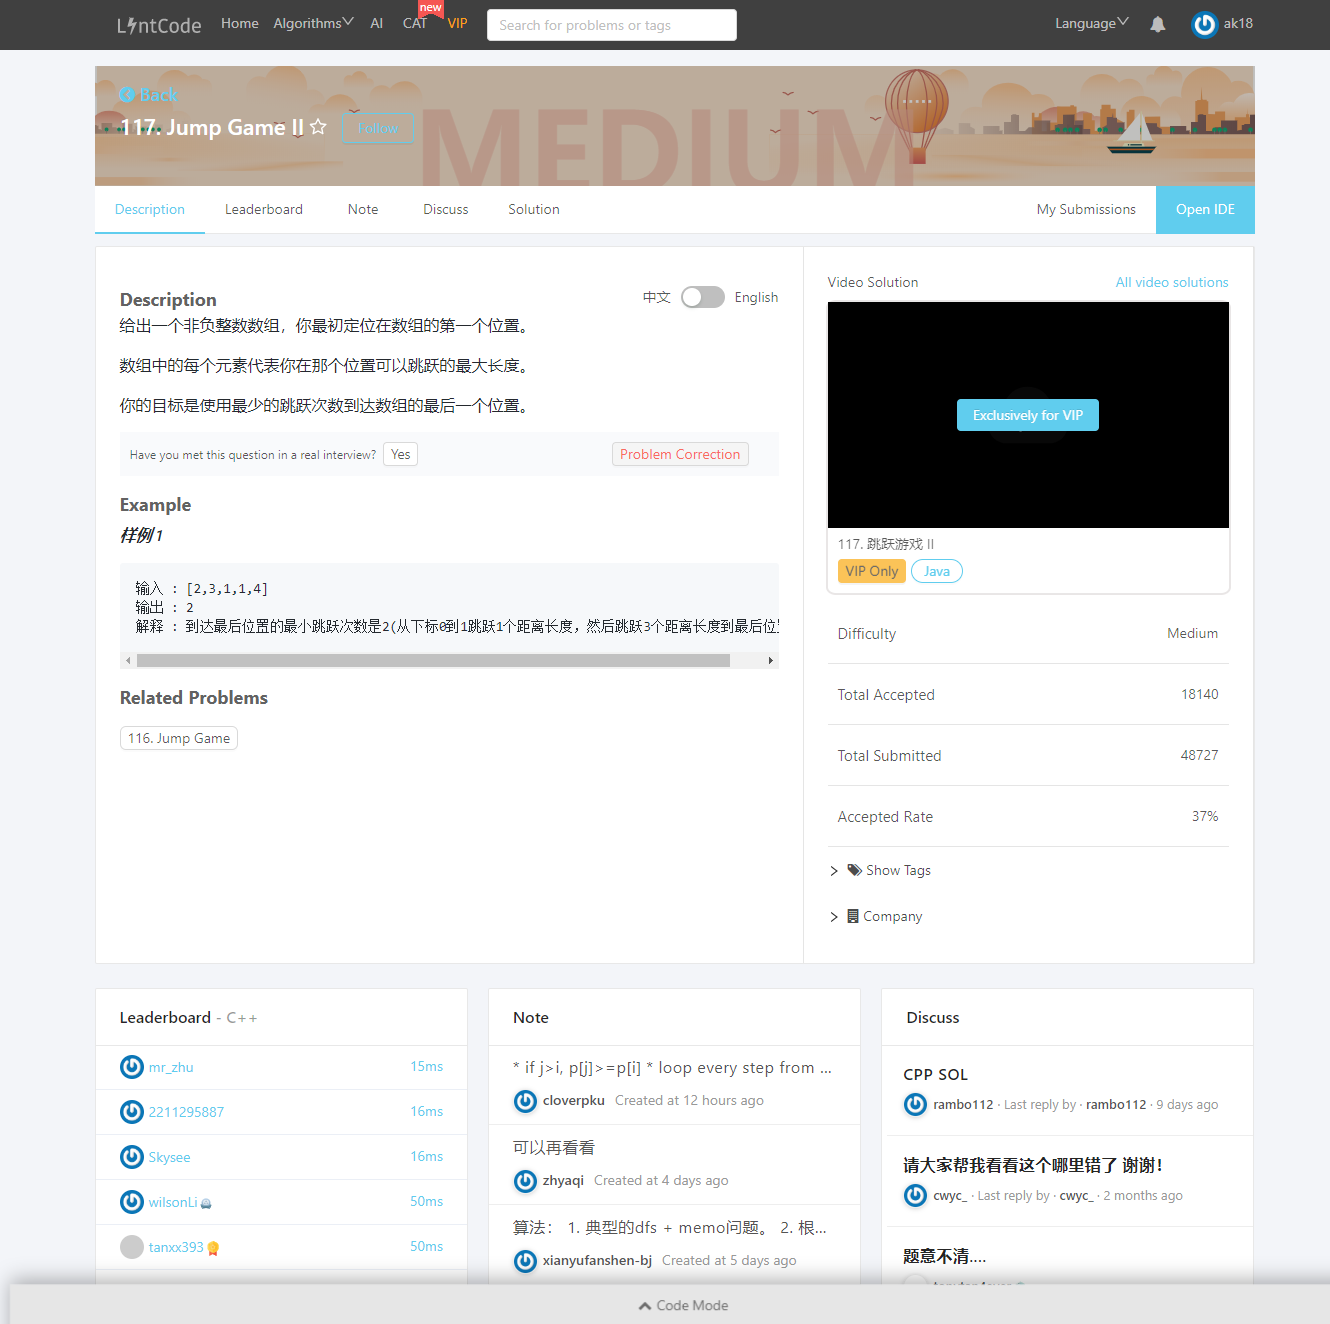 LintCode Home Algorithms AI CAT new VIP Search for problems or tags Language ak18
MEDIUM
Back
117. Jump Game II Follow
Description Leaderboard Note Discuss Solution My Submissions Open IDE
Description 中文 English
给出一个非负整数数组，你最初定位在数组的第一个位置。
数组中的每个元素代表你在那个位置可以跳跃的最大长度。
你的目标是使用最少的跳跃次数到达数组的最后一个位置。
Have you met this question in a real interview? Yes Problem Correction
Example
样例 1
输入 : [2,3,1,1,4]
输出 : 2
解释 : 到达最后位置的最小跳跃次数是2(从下标0到1跳跃1个距离长度，然后跳跃3个距离长度到最后位
Related Problems
116. Jump Game
Video Solution All video solutions
Exclusively for VIP
117. 跳跃游戏 II
VIP Only Java
Difficulty Medium
Total Accepted 18140
Total Submitted 48727
Accepted Rate 37%
Show Tags
Company
Leaderboard - C++
mr_zhu 15ms
2211295887 16ms
Skysee 16ms
wilsonLi 50ms
tanxx393 50ms
Note
* if j>i, p[j]>=p[i] * loop every step from ...
cloverpku Created at 12 hours ago
可以再看看
zhyaqi Created at 4 days ago
算法： 1. 典型的dfs + memo问题。 2. 根...
xianyufanshen-bj Created at 5 days ago
Discuss
CPP SOL
rambo112 · Last reply by · rambo112 · 9 days ago
请大家帮我看看这个哪里错了 谢谢！
cwyc_ · Last reply by · cwyc_ · 2 months ago
题意不清....
Code Mode